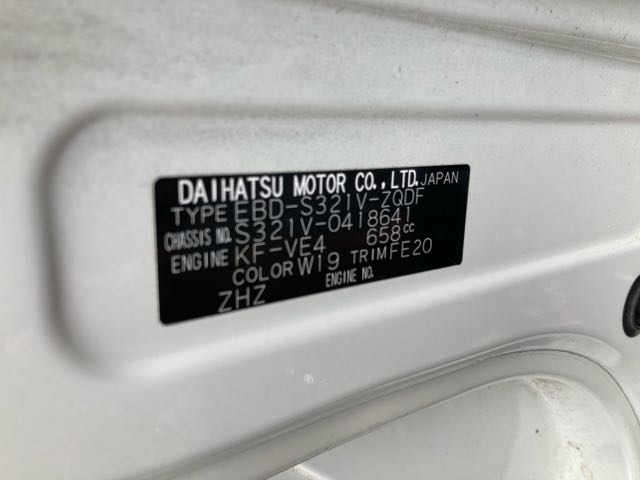 DAIHATSU MOTOR CO.,LTD. JAPAN
TYPE EBD-S321V-ZQDF
CHASSIS NO. S321V-0418641
ENGINE KF-VE4 658cc
COLOR W19 TRIM FE20
ZHZ ENGINE NO.